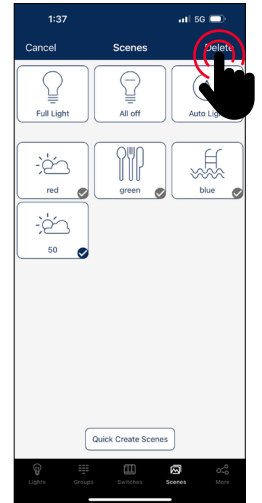 1:37 5G
Cancel Scenes Delete
Full Light All off Auto Light
red green blue
50
Quick Create Scenes
Lights Groups Switches Scenes More